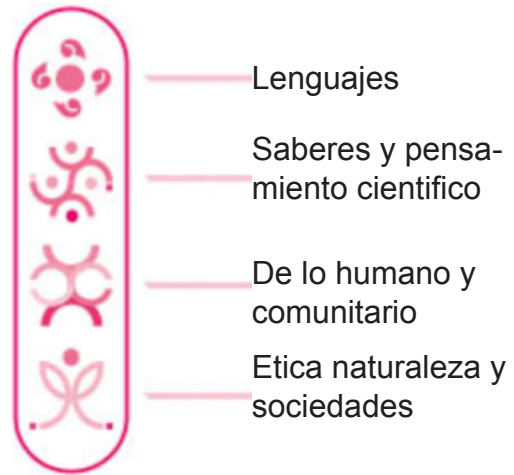 Lenguajes
Saberes y pensa-
miento cientifico
De lo humano y
comunitario
Etica naturaleza y
sociedades